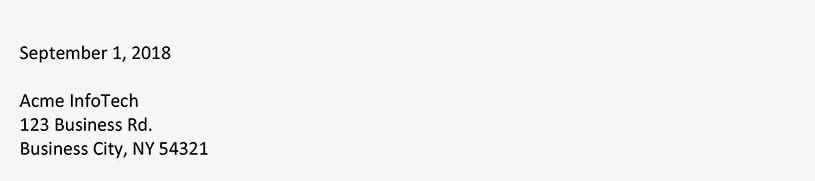 September 1, 2018
Acme InfoTech
123 Business Rd.
Business City, NY 54321